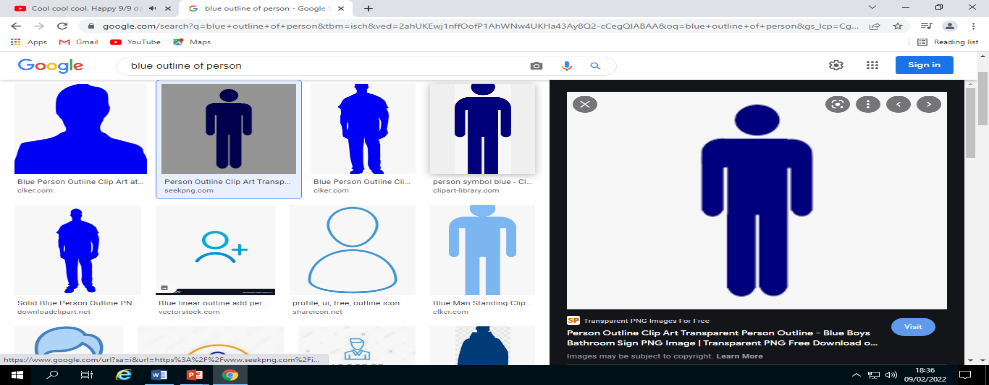 Cool cool cool. Happy 9/9 d
blue outline of person - Google S
google.com/search?q=blue+outline+of+person&tbm=isch&ved=2ahUKEwj1nffOofP1AhWNw4UKHa43Ay8Q2-cCegQIABAA&oq=blue+outline+of+person&gs_lcp=Cg...
Apps Gmail YouTube Maps Reading list
Google blue outline of person Sign in
Blue Person Outline Clip Art at...
clker.com
Person Outline Clip Art Transp...
seekpng.com
Blue Person Outline Cli...
clker.com
person symbol blue - Cl...
clipart-library.com
Solid Blue Person Outline PN...
downloadclipart.net
Blue linear outline add per...
vectorstock.com
profile, ui, free, outline icon
shareicon.net
Blue Man Standing Clip...
clker.com
SP Transparent PNG Images For Free
Person Outline Clip Art Transparent Person Outline - Blue Boys
Bathroom Sign PNG Image | Transparent PNG Free Download o...
Images may be subject to copyright. Learn More
Visit
https://www.google.com/url?sa=i&url=https%3A%2F%2Fwww.seekpng.com%2Fi...
18:36
09/02/2022